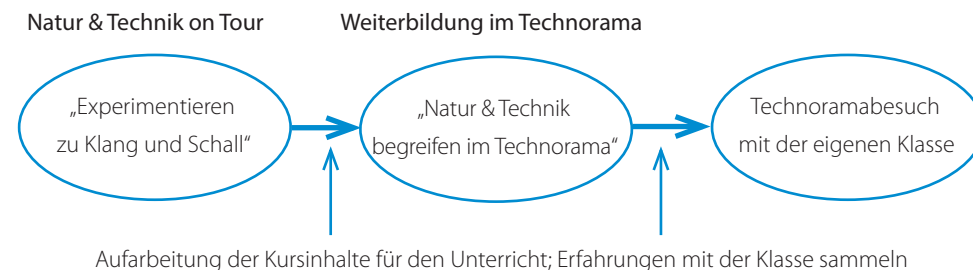 Natur & Technik on Tour
Weiterbildung im Technorama
„Experimentieren
zu Klang und Schall“
„Natur & Technik
begreifen im Technorama“
Technoramabesuch
mit der eigenen Klasse
Aufarbeitung der Kursinhalte für den Unterricht; Erfahrungen mit der Klasse sammeln